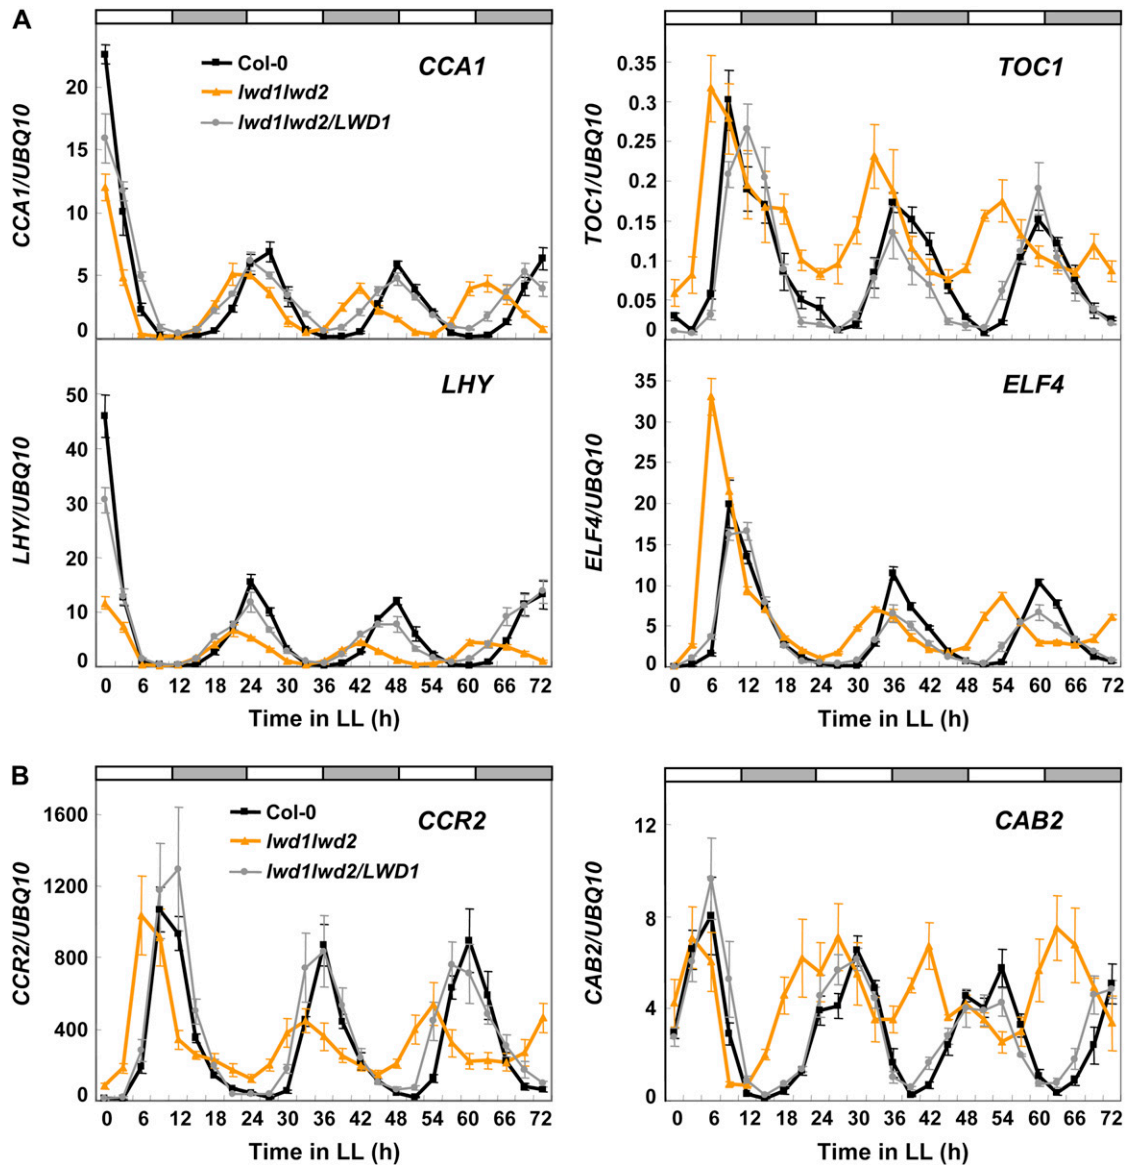 A
Col-0
lwd1lwd2
lwd1lwd2/LWD1
CCA1
CCA1/UBQ10
20
15
10
5
0
TOC1
TOC1/UBQ10
0.35
0.3
0.25
0.2
0.15
0.1
0.05
0
LHY
LHY/UBQ10
50
40
30
20
10
0
0 6 12 18 24 30 36 42 48 54 60 66 72
Time in LL (h)
ELF4
ELF4/UBQ10
35
30
25
20
15
10
5
0
0 6 12 18 24 30 36 42 48 54 60 66 72
Time in LL (h)
B
Col-0
lwd1lwd2
lwd1lwd2/LWD1
CCR2
CCR2/UBQ10
1600
1200
800
400
0
0 6 12 18 24 30 36 42 48 54 60 66 72
Time in LL (h)
CAB2
CAB2/UBQ10
12
8
4
0
0 6 12 18 24 30 36 42 48 54 60 66 72
Time in LL (h)